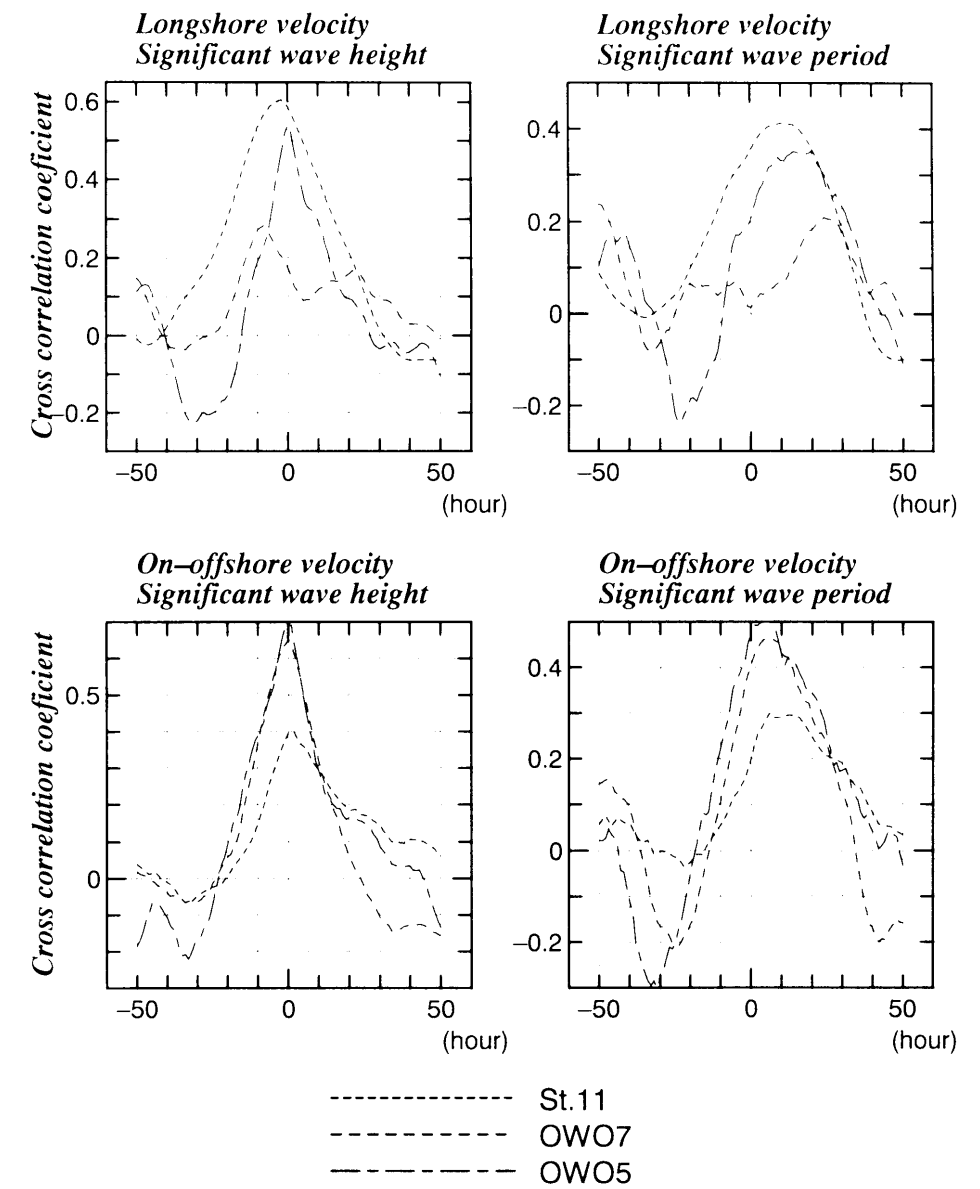 Longshore velocity
Significant wave height
Longshore velocity
Significant wave period
Cross correlation coeficient
0.6
0.4
0.2
0
−0.2
−50
0
50
(hour)
0.4
0.2
0
−0.2
−50
0
50
(hour)
On–offshore velocity
Significant wave height
On–offshore velocity
Significant wave period
Cross correlation coeficient
0.5
0
−50
0
50
(hour)
0.4
0.2
0
−0.2
−50
0
50
(hour)
St.11
OWO7
OWO5